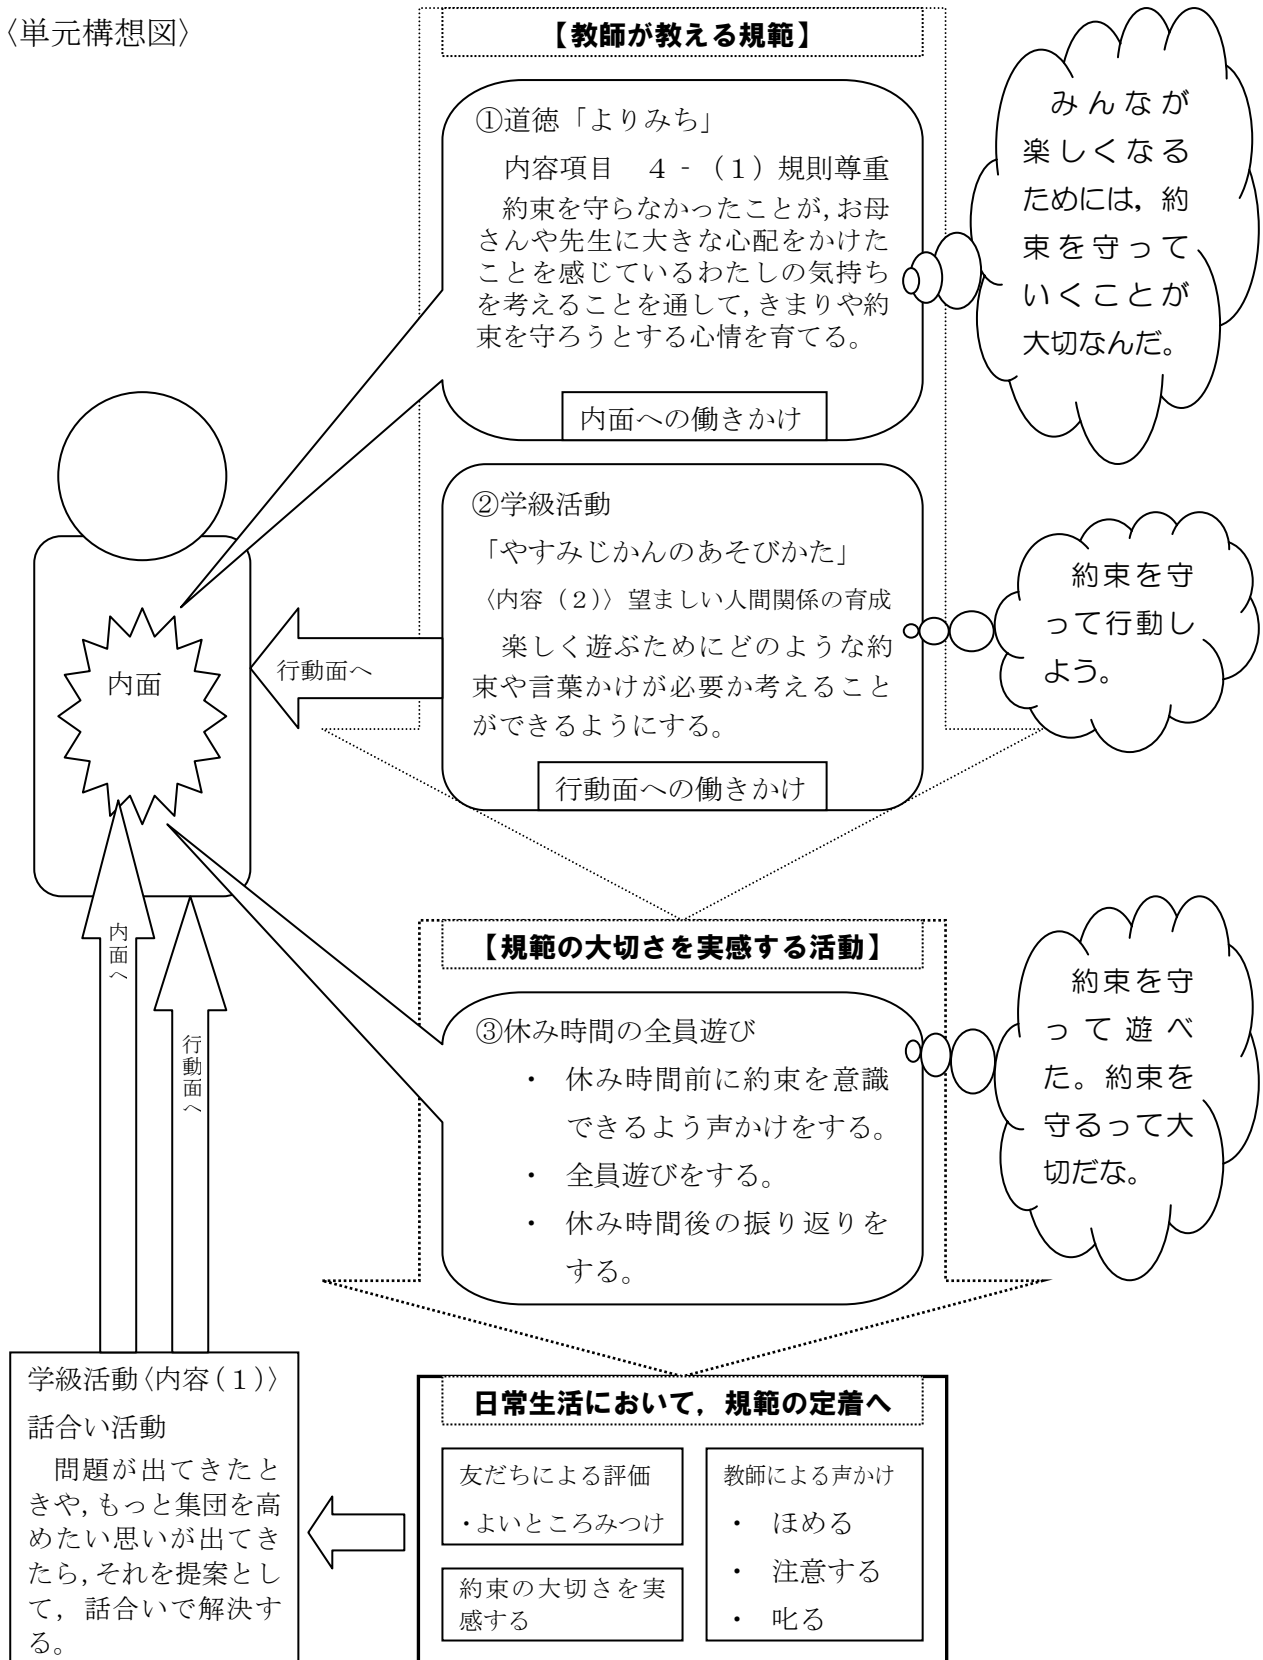 〈単元構想図〉
【教師が教える規範】
①道徳「よりみち」
内容項目　４‐（１）規則尊重
約束を守らなかったことが，お母
さんや先生に大きな心配をかけた
ことを感じているわたしの気持ち
を考えることを通して，きまりや約
束を守ろうとする心情を育てる。
内面への働きかけ
みんなが
楽しくなる
ためには，約
束を守って
いくことが
大切なんだ。
②学級活動
「やすみじかんのあそびかた」
〈内容（２）〉望ましい人間関係の育成
楽しく遊ぶためにどのような約
束や言葉かけが必要か考えること
ができるようにする。
行動面への働きかけ
約束を守
って行動し
よう。
行動面へ
内面
内面へ
行動面へ
【規範の大切さを実感する活動】
③休み時間の全員遊び
・　休み時間前に約束を意識
できるよう声かけをする。
・　全員遊びをする。
・　休み時間後の振り返りを
する。
約束を守
って遊べ
た。約束を
守るって大
切だな。
日常生活において，規範の定着へ
友だちによる評価
・よいところみつけ
約束の大切さを実
感する
教師による声かけ
・　ほめる
・　注意する
・　叱る
学級活動〈内容（１）〉
話合い活動
問題が出てきたと
きや，もっと集団を高
めたい思いが出てき
たら，それを提案とし
て，話合いで解決す
る。